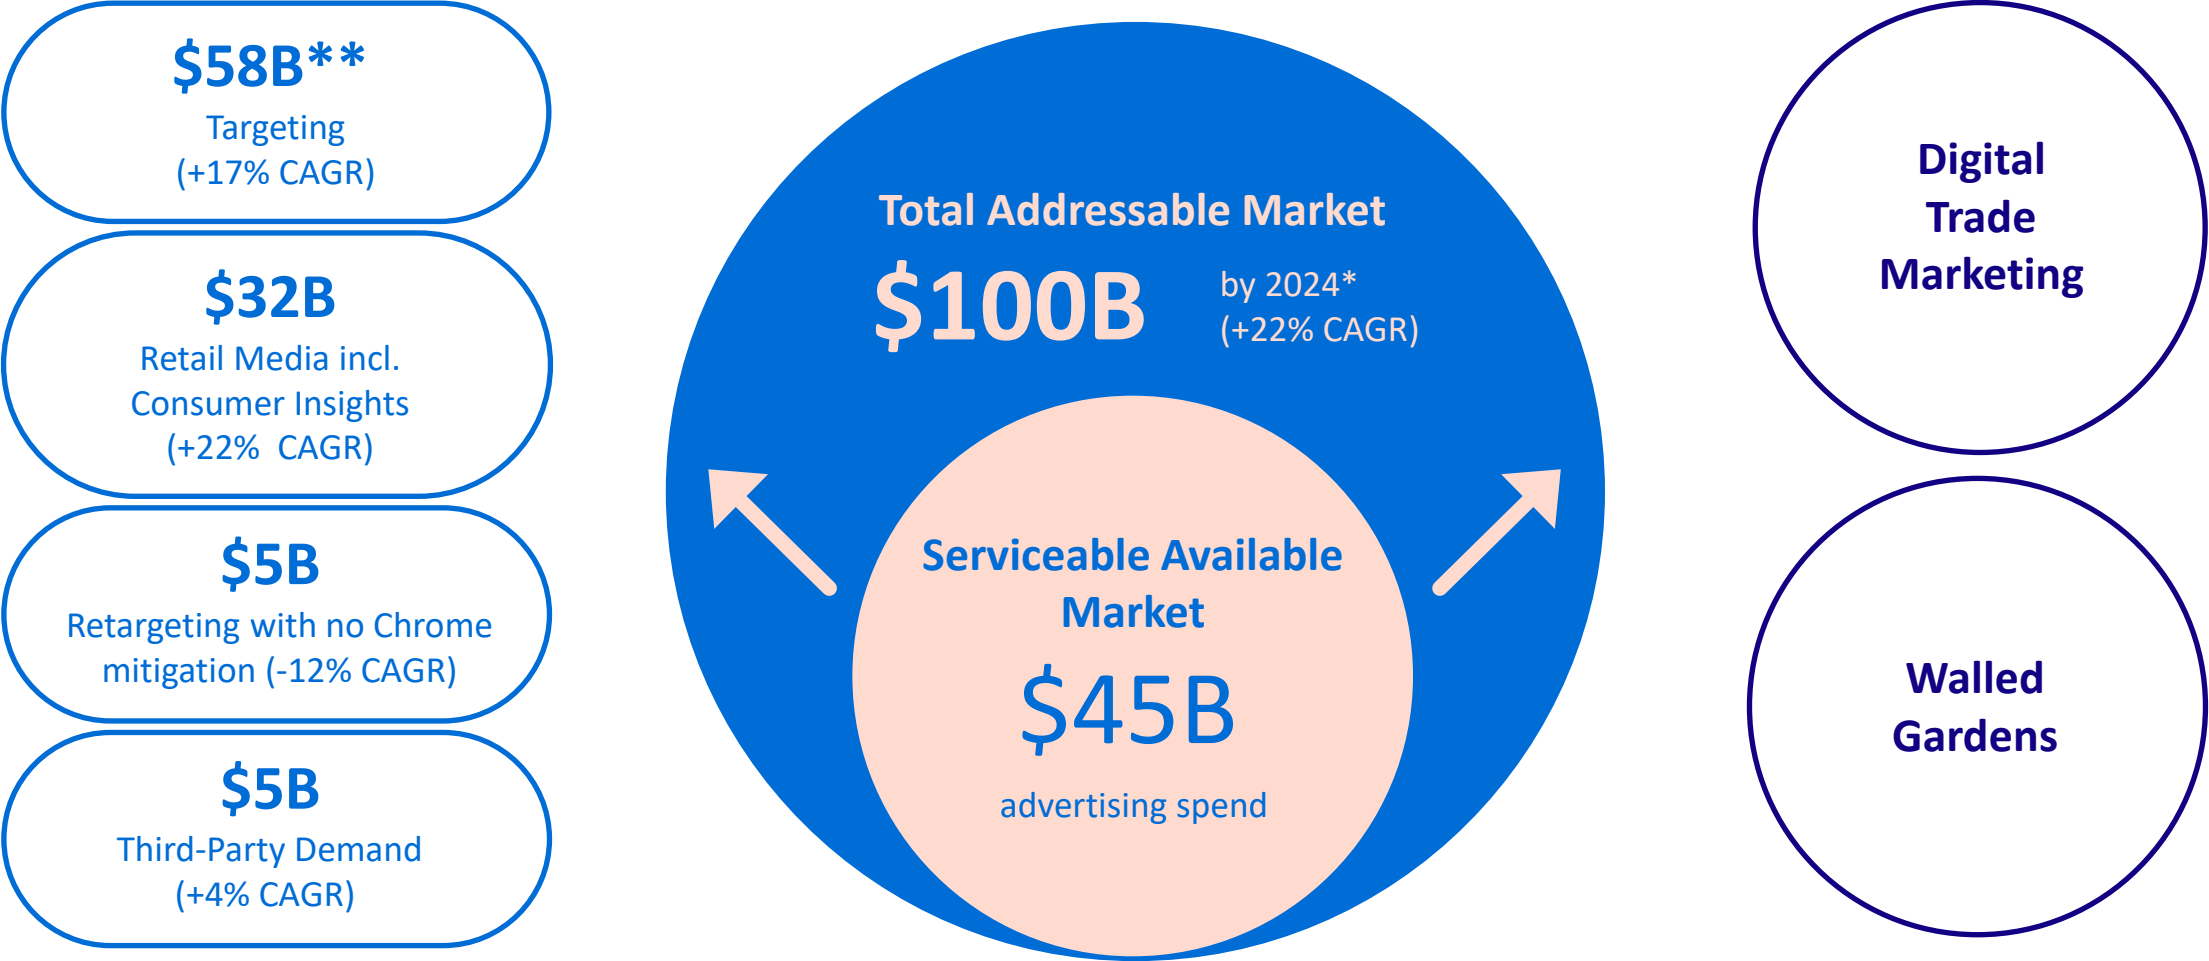 $58B**
Targeting
(+17% CAGR)
$32B
Retail Media incl.
Consumer Insights
(+22%  CAGR)
$5B
Retargeting with no Chrome
mitigation (-12% CAGR)
$5B
Third-Party Demand
(+4% CAGR)
Total Addressable Market
$100B
by 2024*
(+22% CAGR)
Serviceable Available
Market
$45B
advertising spend
Digital
Trade
Marketing
Walled
Gardens